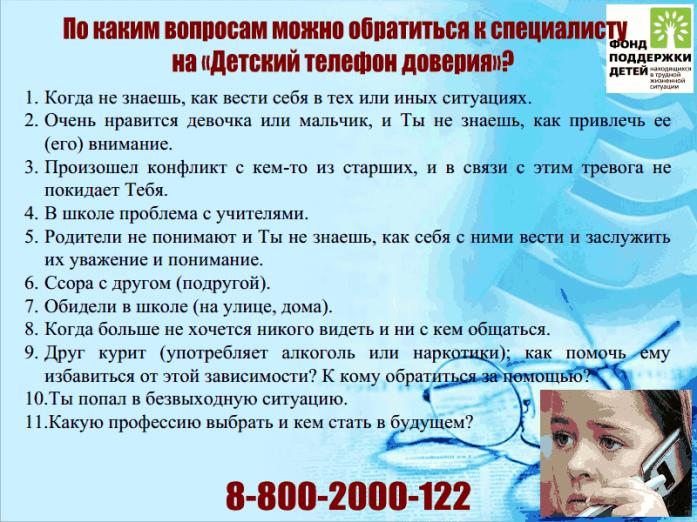 По каким вопросам можно обратиться к специалисту
на «Детский телефон доверия»?
ФОНД
ПОДДЕРЖКИ
ДЕТЕЙ
НАХОДЯЩИХСЯ
В ТРУДНОЙ
ЖИЗНЕННОЙ
СИТУАЦИИ
1. Когда не знаешь, как вести себя в тех или иных ситуациях.
2. Очень нравится девочка или мальчик, и Ты не знаешь, как привлечь ее
(его) внимание.
3. Произошел конфликт с кем-то из старших, и в связи с этим тревога не
покидает Тебя.
4. В школе проблема с учителями.
5. Родители не понимают и Ты не знаешь, как себя с ними вести и заслужить
их уважение и понимание.
6. Ссора с другом (подругой).
7. Обидели в школе (на улице, дома).
8. Когда больше не хочется никого видеть и ни с кем общаться.
9. Друг курит (употребляет алкоголь или наркотики); как помочь ему
избавиться от этой зависимости? К кому обратиться за помощью?
10.Ты попал в безвыходную ситуацию.
11.Какую профессию выбрать и кем стать в будущем?
8-800-2000-122